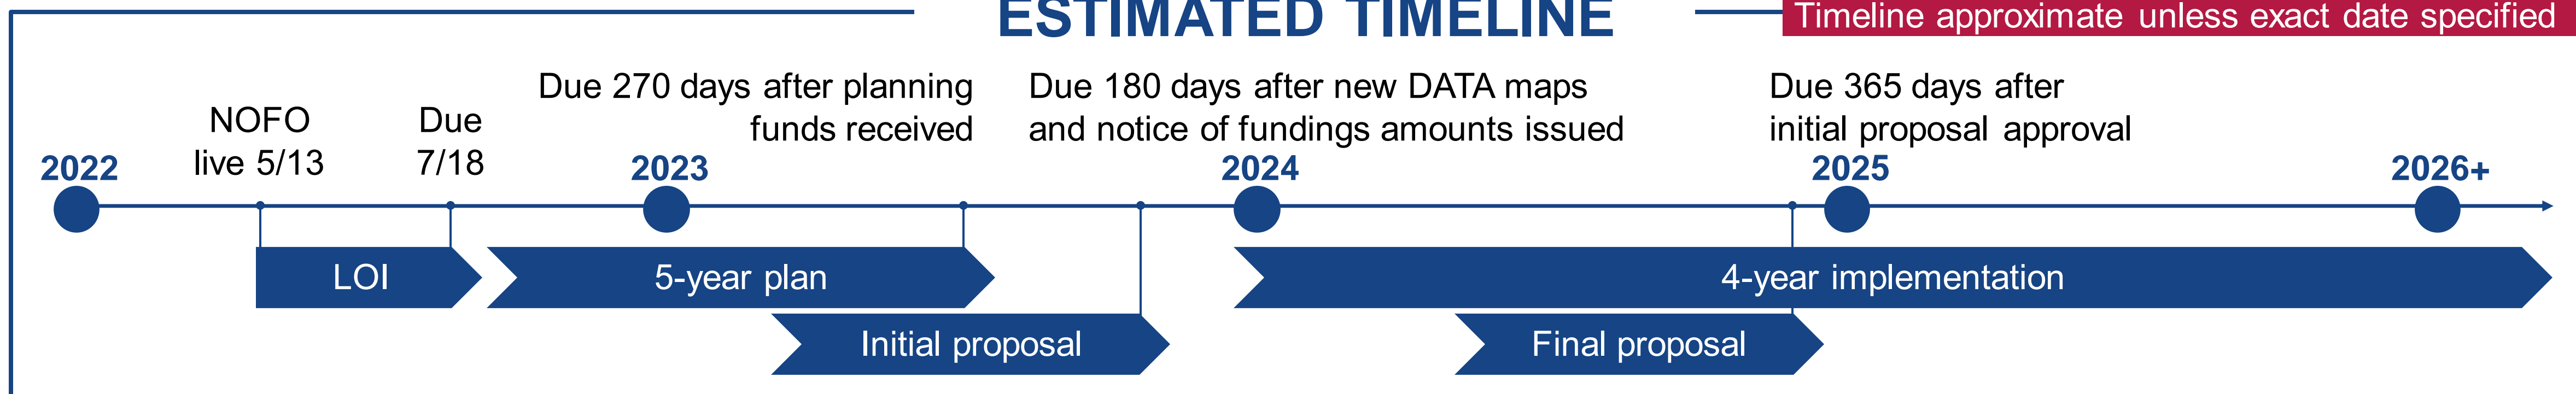 ESTIMATED TIMELINE
Timeline approximate unless exact date specified
NOFO
live 5/13
Due
7/18
Due 270 days after planning
funds received
Due 180 days after new DATA maps
and notice of fundings amounts issued
Due 365 days after
initial proposal approval
2022
2023
2024
2025
2026+
LOI
5-year plan
4-year implementation
Initial proposal
Final proposal